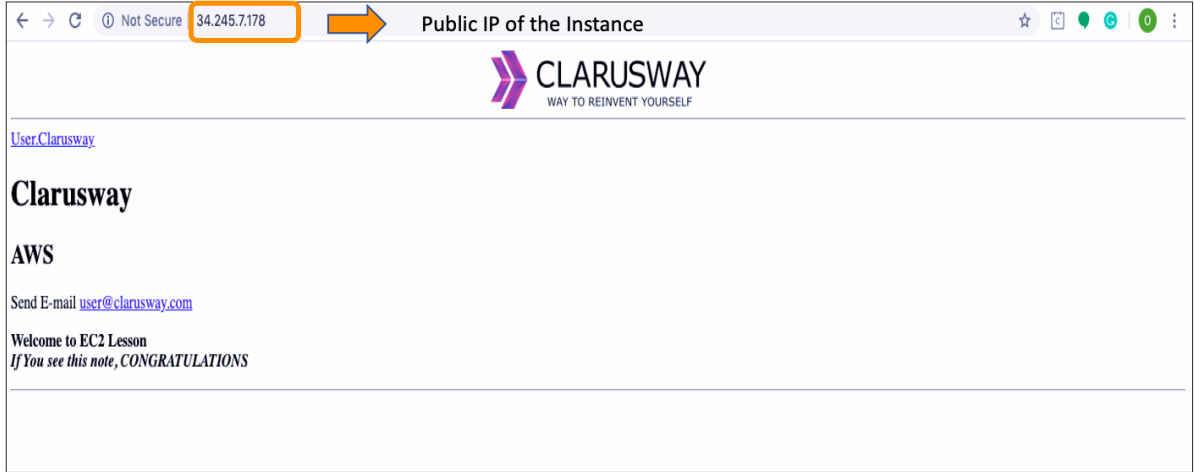 Not Secure 34.245.7.178 Public IP of the Instance
CLARUSWAY
WAY TO REINVENT YOURSELF
User.Clarusway
Clarusway
AWS
Send E-mail user@clarusway.com
Welcome to EC2 Lesson
If You see this note, CONGRATULATIONS